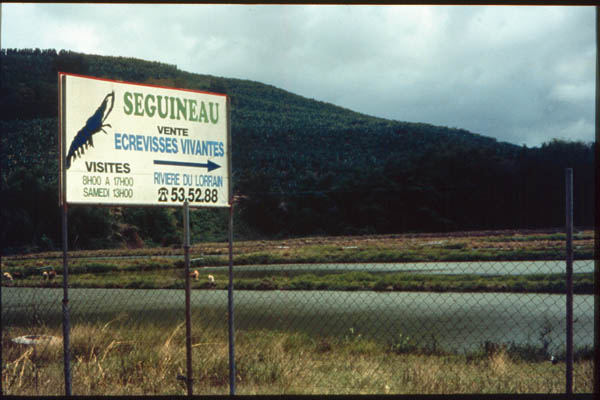 SEGUINEAU
VENTE
ECREVISSES VIVANTES
VISITES
8H00 A 17H00
SAMEDI 13H00
RIVIERE DU LORRAIN
☎ 53.52.88